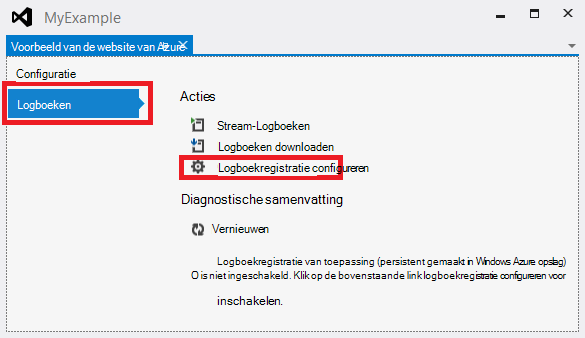 MyExample
Voorbeeld van de website van Azure
Configuratie
Logboeken
Acties
Stream-Logboeken
Logboeken downloaden
Logboekregistratie configureren
Diagnostische samenvatting
Vernieuwen
Logboekregistratie van toepassing (persistent gemaakt in Windows Azure opslag)
O is niet ingeschakeld. Klik op de bovenstaande link logboekregistratie configureren voor
inschakelen.